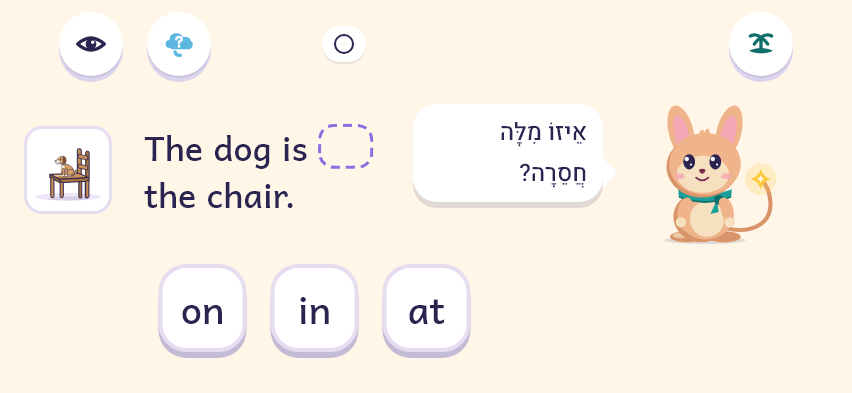 The dog is
the chair.
אֵיזוֹ מִלָּה
חֲסֵרָה?
on
in
at